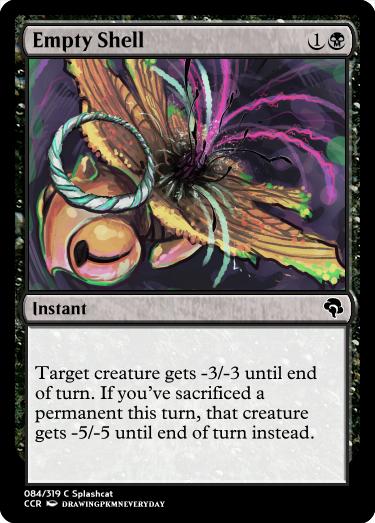 Empty Shell 1
Instant
Target creature gets -3/-3 until end
of turn. If you've sacrificed a
permanent this turn, that creature
gets -5/-5 until end of turn instead.
084/319 C Splashcat
CCR DRAWINGPKMNEVERYDAY